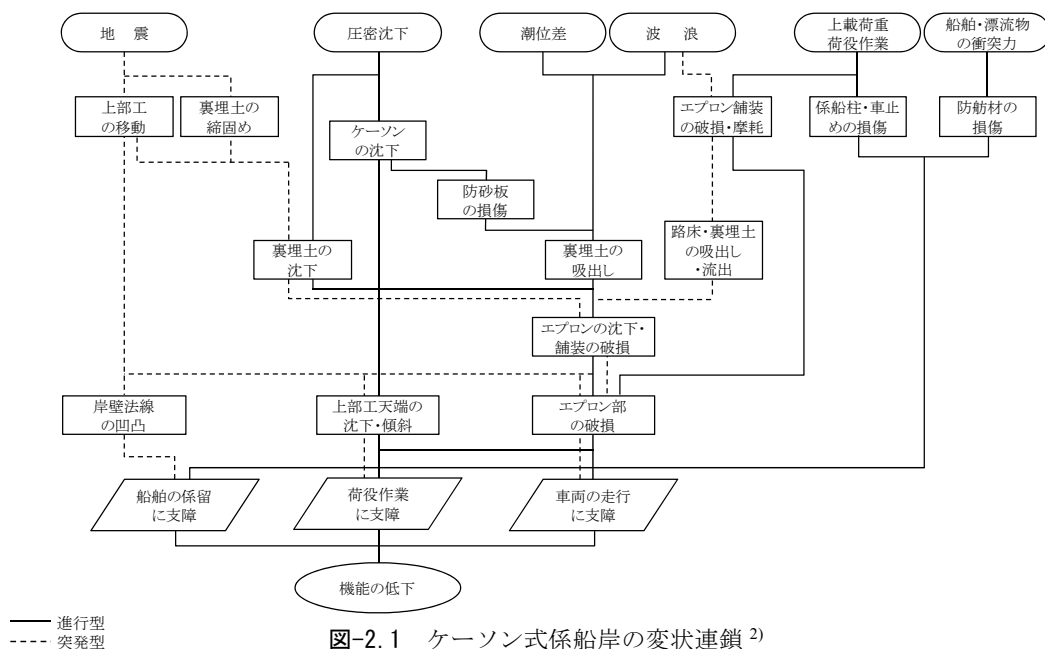 地 震
圧密沈下
潮位差
波 浪
上載荷重
荷役作業
船舶・漂流物
の衝突力
上部工
の移動
裏埋土の
締固め
ケーソン
の沈下
エプロン舗装
の破損・摩耗
係船柱・車止
めの損傷
防舷材の
損傷
防砂板
の損傷
裏埋土の
沈下
裏埋土の
吸出し
路床・裏埋土
の吸出し
・流出
エプロンの沈下・
舗装の破損
岸壁法線
の凹凸
上部工天端の
沈下・傾斜
エプロン部
の破損
船舶の係留
に支障
荷役作業
に支障
車両の走行
に支障
機能の低下
進行型
突発型
図-2.1 ケーソン式係船岸の変状連鎖 2)